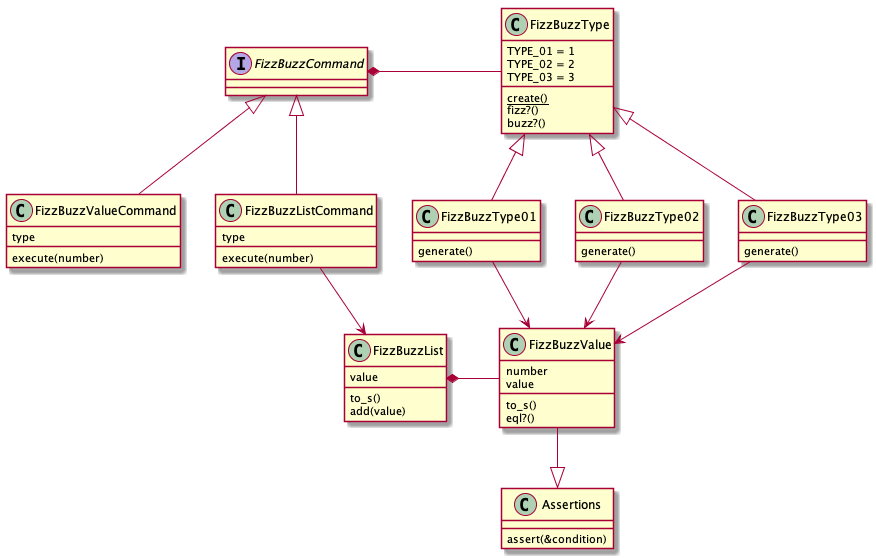 C FizzBuzzType
TYPE_01 = 1
TYPE_02 = 2
TYPE_03 = 3
create()
fizz?()
buzz?()
I FizzBuzzCommand
C FizzBuzzValueCommand
type
execute(number)
C FizzBuzzListCommand
type
execute(number)
C FizzBuzzType01
generate()
C FizzBuzzType02
generate()
C FizzBuzzType03
generate()
C FizzBuzzList
value
to_s()
add(value)
C FizzBuzzValue
number
value
to_s()
eql?()
C Assertions
assert(&condition)